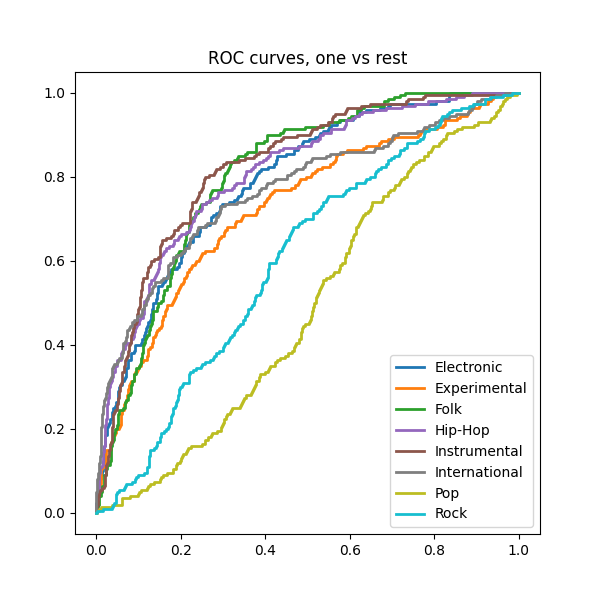 ROC curves, one vs rest
1.0
0.8
0.6
0.4
0.2
0.0
Electronic
Experimental
Folk
Hip-Hop
Instrumental
International
Pop
Rock
0.0 0.2 0.4 0.6 0.8 1.0